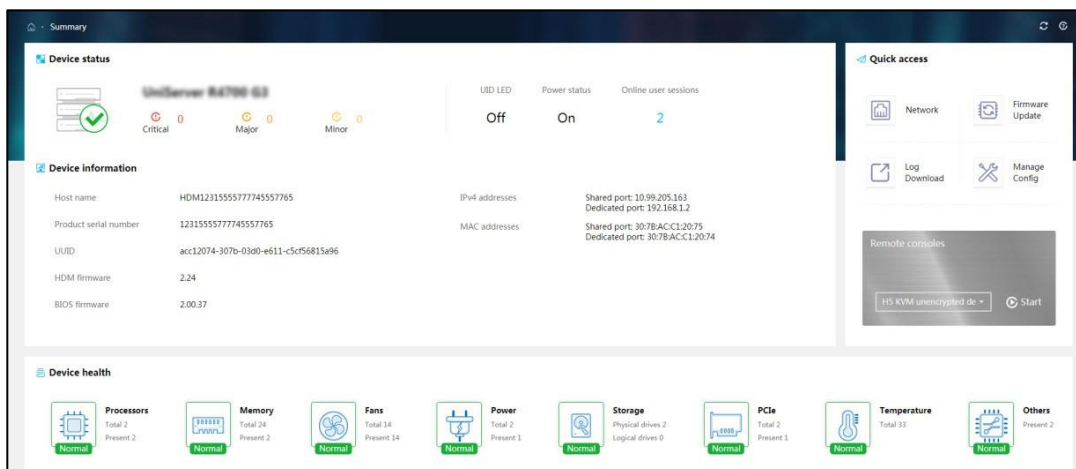 Summary
Device status
UniServer R4700 G3
0
Critical
0
Major
0
Minor
UID LED
Off
Power status
On
Online user sessions
2
Device information
Host name
HDM12315555777745557765
Product serial number
12315555777745557765
UUID
acc12074-307b-03d0-e611-c5cf56815a96
HDM firmware
2.24
BIOS firmware
2.00.37
IPv4 addresses
Shared port: 10.99.205.163
Dedicated port: 192.168.1.2
MAC addresses
Shared port: 30:7B:AC:C1:20:75
Dedicated port: 30:7B:AC:C1:20:74
Quick access
Network
Firmware
Update
Log
Download
Manage
Config
Remote consoles
H5 KVM unencrypted de
Start
Device health
Processors
Total 2
Present 2
Normal
Memory
Total 24
Present 2
Normal
Fans
Total 14
Present 14
Normal
Power
Total 2
Present 1
Normal
Storage
Physical drives 2
Logical drives 0
Normal
PCIe
Total 2
Present 1
Normal
Temperature
Total 33
Normal
Others
Present 2
Normal